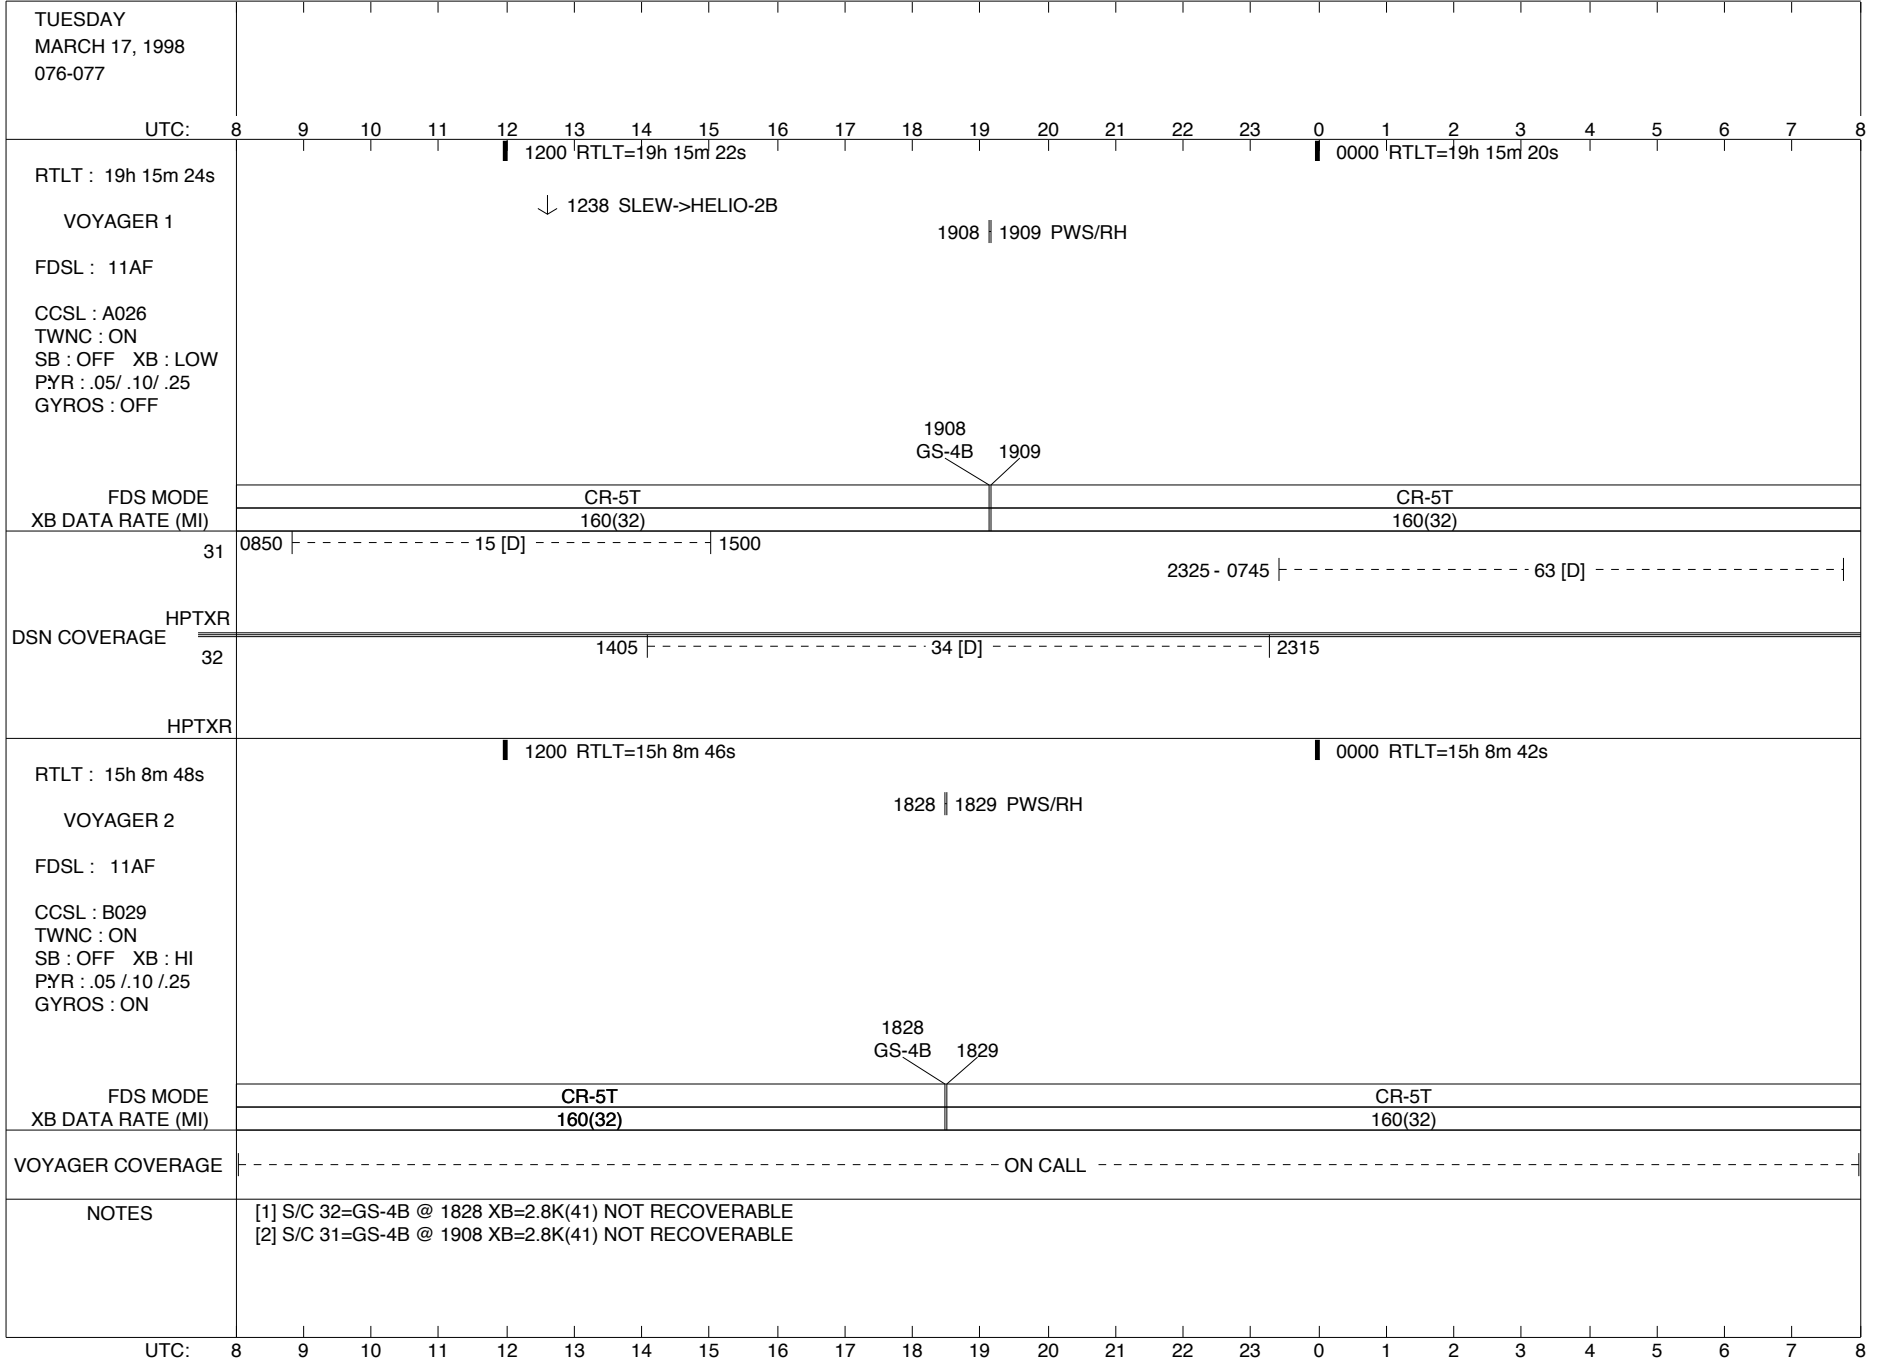 TUESDAY
MARCH 17, 1998
076-077
UTC: 8 9 10 11 12 13 14 15 16 17 18 19 20 21 22 23 0 1 2 3 4 5 6 7 8
1200 RTLT=19h 15m 22s 0000 RTLT=19h 15m 20s
RTLT : 19h 15m 24s
1238 SLEW->HELIO-2B
VOYAGER 1
1908 1909 PWS/RH
FDSL : 11AF
CCSL : A026
TWNC : ON
SB : OFF XB : LOW
P:YR : .05/ .10/ .25
GYROS : OFF
1908
GS-4B 1909
FDS MODE CR-5T CR-5T
XB DATA RATE (MI) 160(32) 160(32)
31 0850 15 [D] 1500
2325 - 0745 63 [D]
HPTXR
DSN COVERAGE
32 1405 34 [D] 2315
HPTXR
1200 RTLT=15h 8m 46s 0000 RTLT=15h 8m 42s
RTLT : 15h 8m 48s
1828 1829 PWS/RH
VOYAGER 2
FDSL : 11AF
CCSL : B029
TWNC : ON
SB : OFF XB : HI
P:YR : .05 /.10 /.25
GYROS : ON
1828
GS-4B 1829
FDS MODE CR-5T CR-5T
XB DATA RATE (MI) 160(32) 160(32)
VOYAGER COVERAGE ON CALL
NOTES [1] S/C 32=GS-4B @ 1828 XB=2.8K(41) NOT RECOVERABLE
[2] S/C 31=GS-4B @ 1908 XB=2.8K(41) NOT RECOVERABLE
UTC: 8 9 10 11 12 13 14 15 16 17 18 19 20 21 22 23 0 1 2 3 4 5 6 7 8